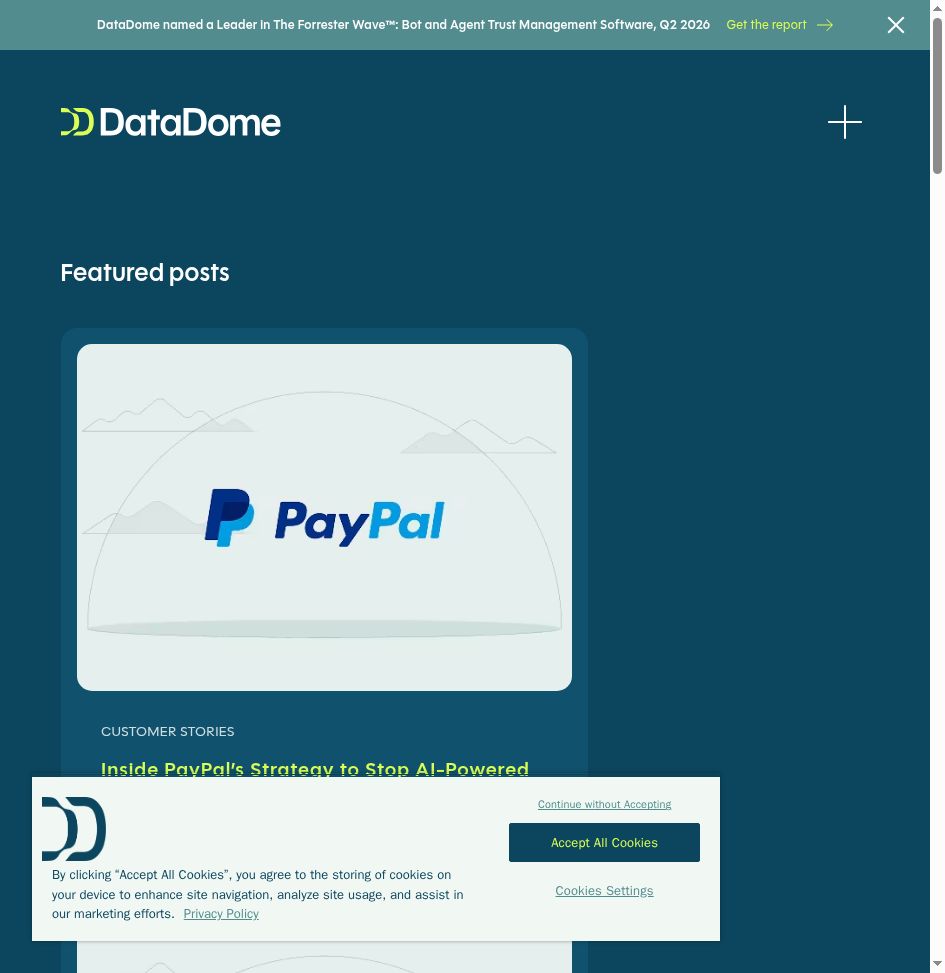 DataDome named a Leader In The Forrester Wave™: Bot and Agent Trust Management Software, Q2 2026 Get the report
DataDome
Featured posts
PayPal
CUSTOMER STORIES
Inside PayPal's Strategy to Stop AI-Powered
Continue without Accepting
Accept All Cookies
By clicking “Accept All Cookies”, you agree to the storing of cookies on
your device to enhance site navigation, analyze site usage, and assist in
our marketing efforts. Privacy Policy
Cookies Settings